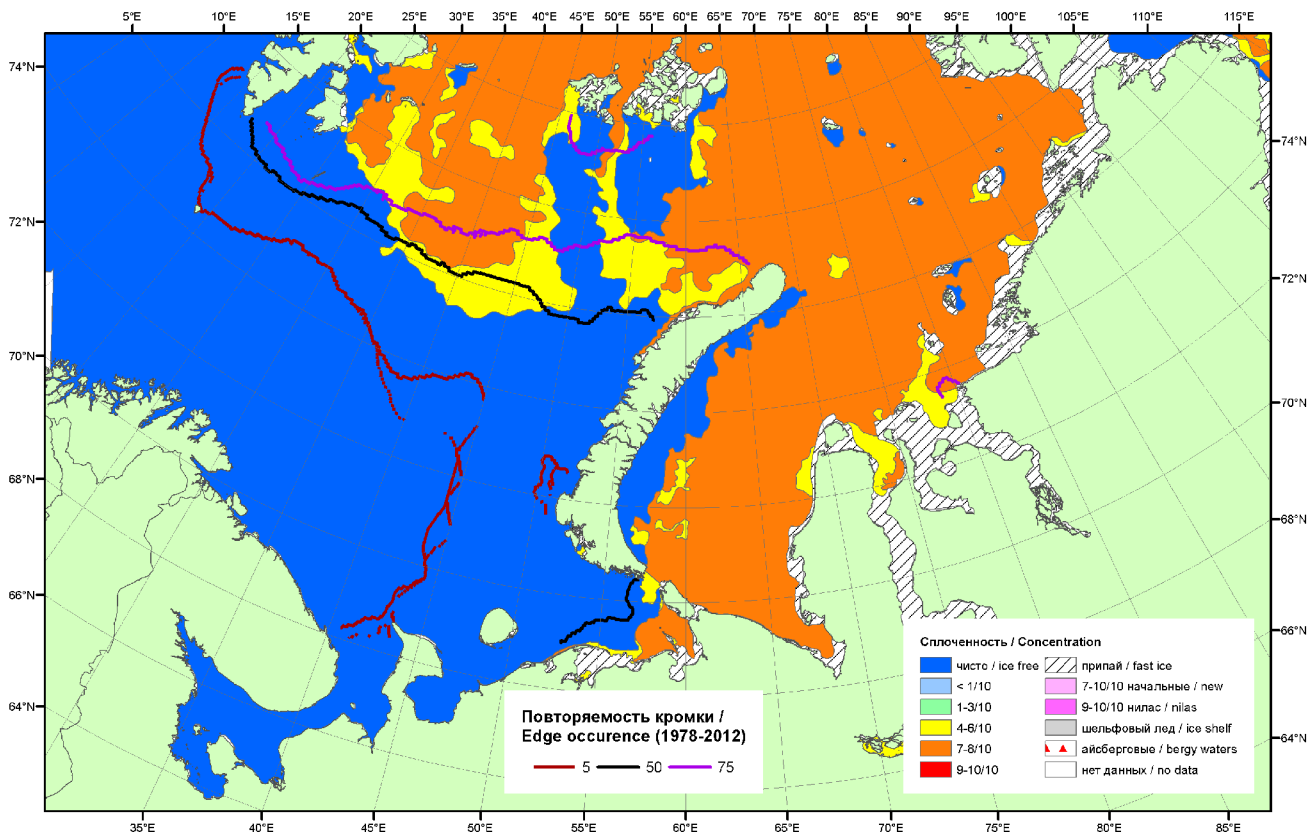 5°E 10°E 15°E 20°E 25°E 30°E 35°E 40°E 45°E 50°E 55°E 60°E 65°E 70°E 75°E 80°E 85°E 90°E 95°E 100°E 105°E 110°E 115°E
74°N
74°N
72°N
72°N
70°N
70°N
68°N
68°N
66°N
66°N
64°N
64°N
Повторяемость кромки /
Edge occurence (1978-2012)
5 50 75
Сплоченность / Concentration
чисто / ice free
< 1/10
1-3/10
4-6/10
7-8/10
9-10/10
припай / fast ice
7-10/10 начальные / new
9-10/10 нилас / nilas
шельфовый лед / ice shelf
айсберговые / bergy waters
нет данных / no data
35°E 40°E 45°E 50°E 55°E 60°E 65°E 70°E 75°E 80°E 85°E